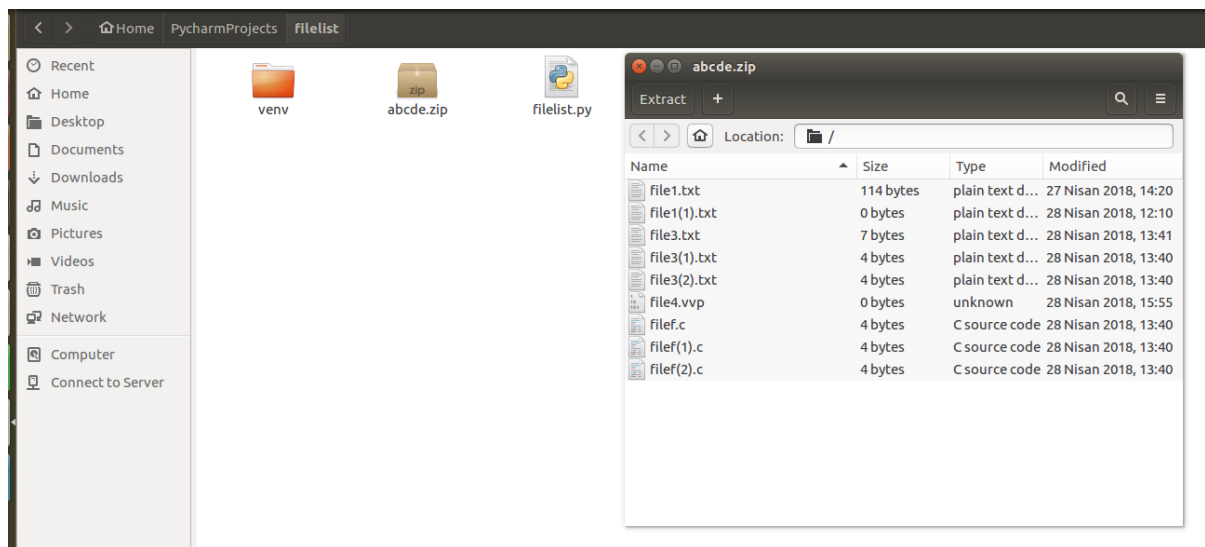 Home PycharmProjects filelist
Recent
Home
Desktop
Documents
Downloads
Music
Pictures
Videos
Trash
Network
Computer
Connect to Server
venv
zip
abcde.zip
filelist.py
abcde.zip
Extract +
Location: /
Name Size Type Modified
file1.txt 114 bytes plain text d... 27 Nisan 2018, 14:20
file1(1).txt 0 bytes plain text d... 28 Nisan 2018, 12:10
file3.txt 7 bytes plain text d... 28 Nisan 2018, 13:41
file3(1).txt 4 bytes plain text d... 28 Nisan 2018, 13:40
file3(2).txt 4 bytes plain text d... 28 Nisan 2018, 13:40
file4.vvp 0 bytes unknown 28 Nisan 2018, 15:55
filef.c 4 bytes C source code 28 Nisan 2018, 13:40
filef(1).c 4 bytes C source code 28 Nisan 2018, 13:40
filef(2).c 4 bytes C source code 28 Nisan 2018, 13:40